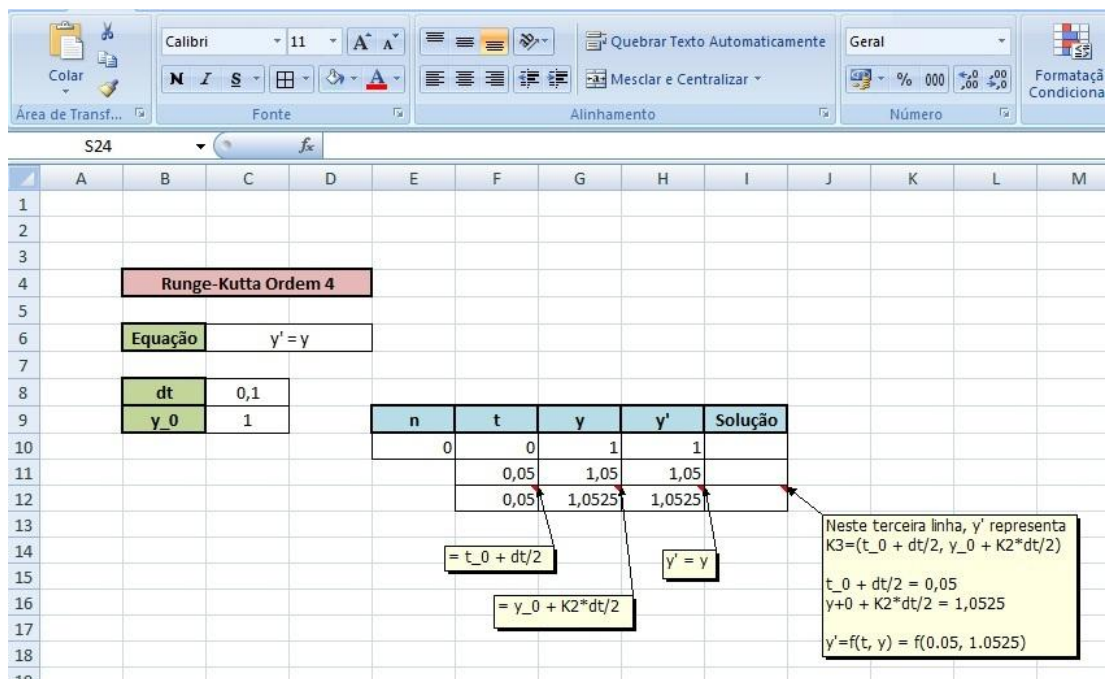 Calibri 11 A A Quebrar Texto Automaticamente Geral
Colar N I S A Mesclar e Centralizar % 000 ,00 ,00
Formataçã
Condiciona
Área de Transf... Fonte Alinhamento Número
S24 fx
A B C D E F G H I J K L M
1
2
3
4 Runge-Kutta Ordem 4
5
6 Equação y' = y
7
8 dt 0,1
9 y_0 1 n t y y' Solução
10 0 0 1 1
11 0,05 1,05 1,05
12 0,05 1,0525 1,0525
13 Neste terceira linha, y' representa
14 = t_0 + dt/2 y' = y K3=(t_0 + dt/2, y_0 + K2*dt/2)
15 t_0 + dt/2 = 0,05
16 = y_0 + K2*dt/2 y+0 + K2*dt/2 = 1,0525
17
18 y'=f(t, y) = f(0.05, 1.0525)